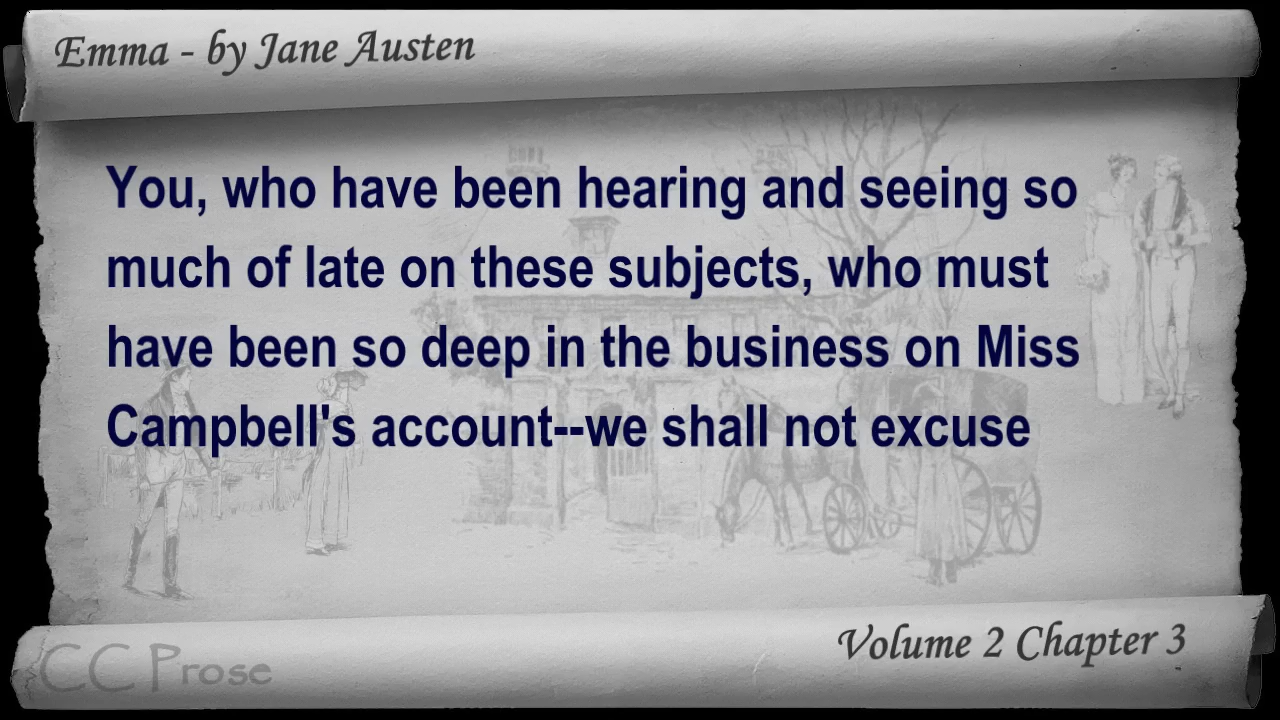 Emma - by Jane Austen
You, who have been hearing and seeing so
much of late on these subjects, who must
have been so deep in the business on Miss
Campbell's account--we shall not excuse
Volume 2 Chapter 3
CC Prose